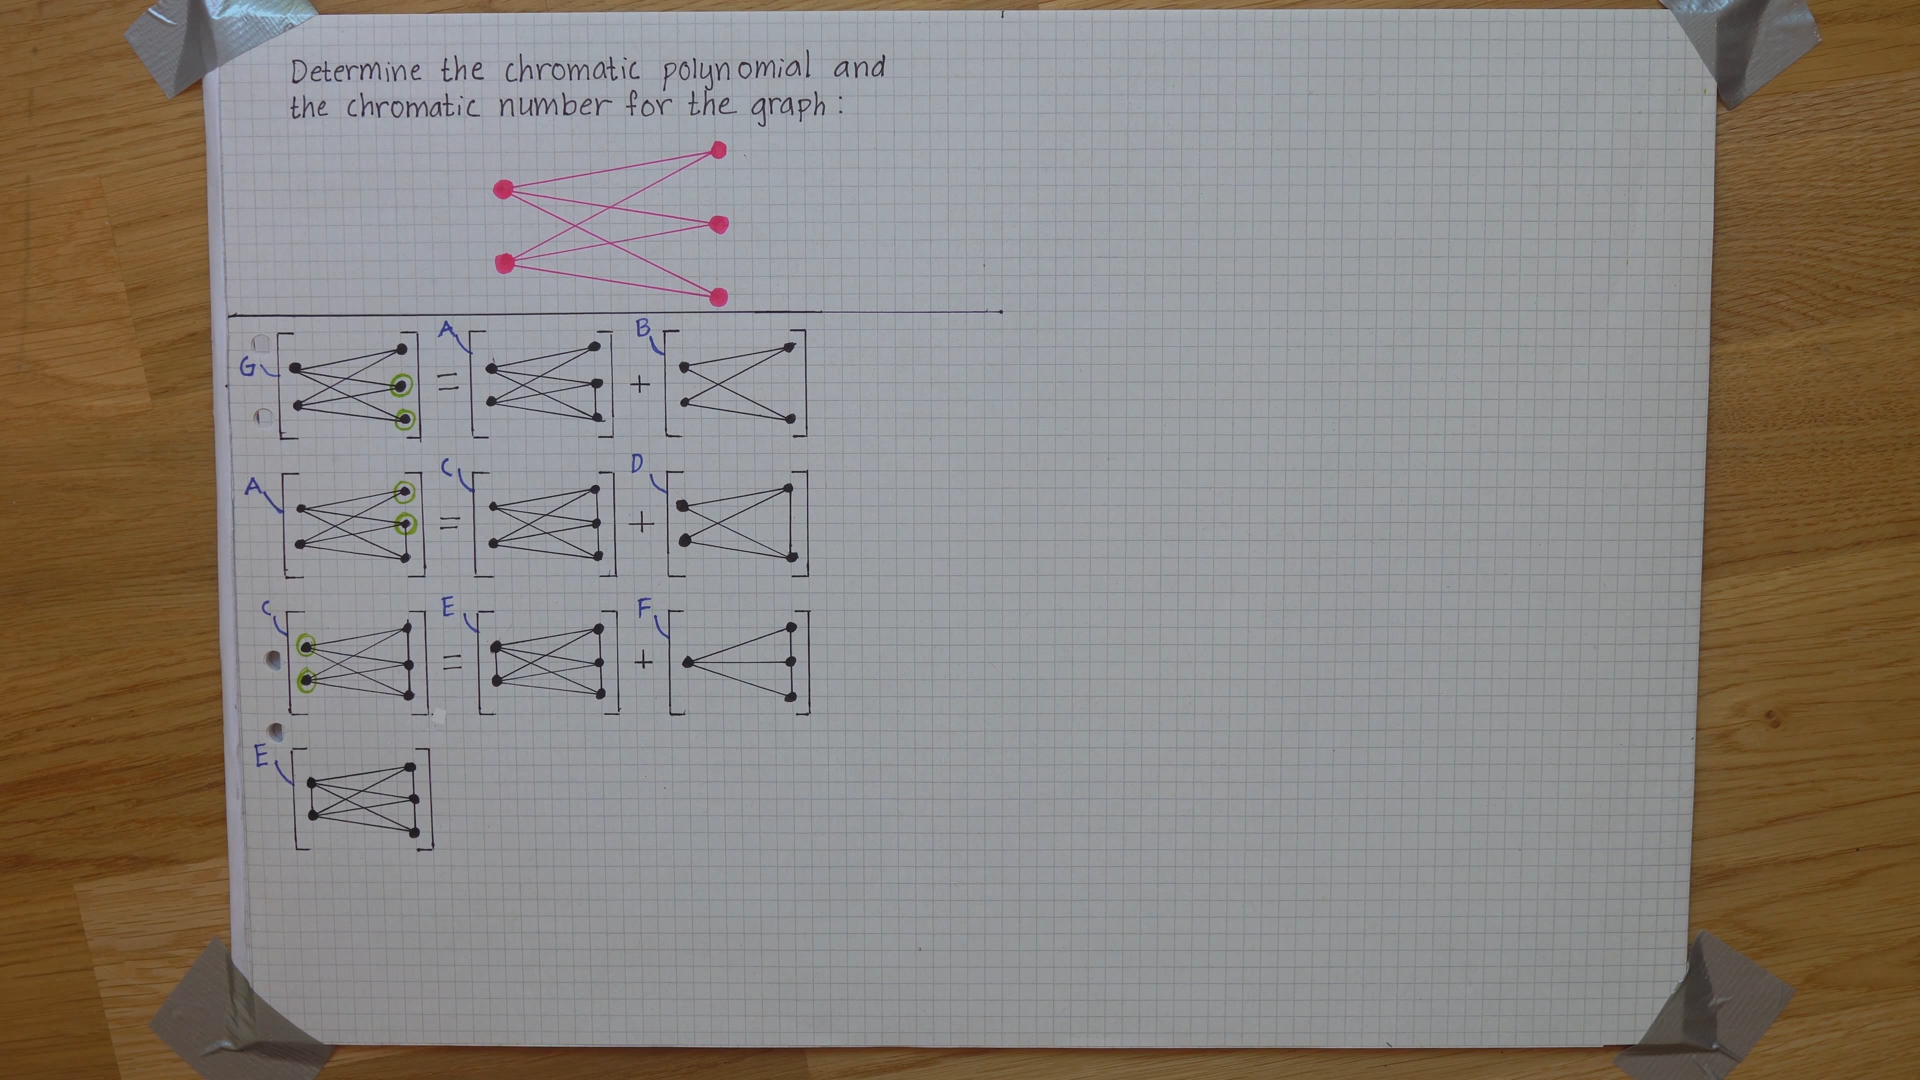 Determine the chromatic polynomial and
the chromatic number for the graph:
G = A + B
A = C + D
C = E + F
E